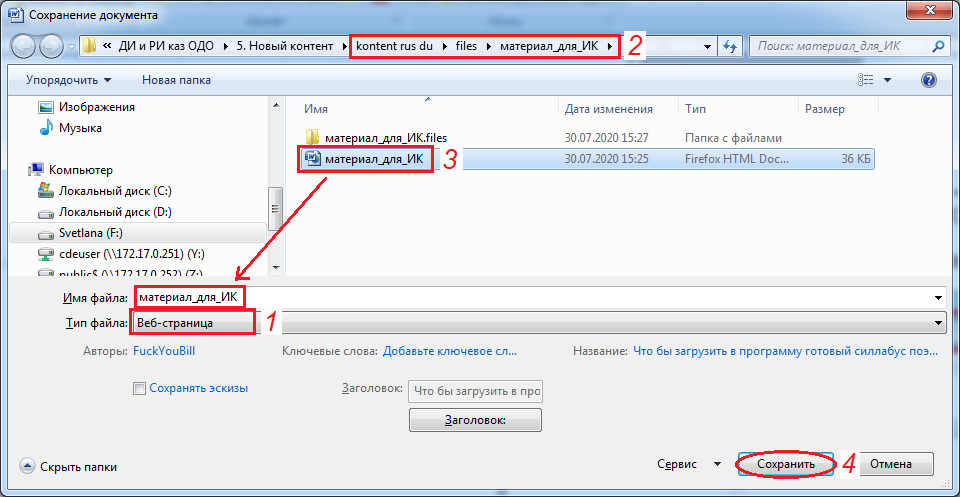 Сохранение документа
« ДИ и РИ каз ОДО ▸ 5. Новый контент ▸ kontent rus du ▸ files ▸ материал_для_ИК ▸ 2
Поиск: материал_для_ИК
Упорядочить Новая папка
Изображения
Музыка
Компьютер
Локальный диск (C:)
Локальный диск (D:)
Svetlana (F:)
cdeuser (\\172.17.0.251) (Y:)
public$ (\\172.17.0.252) (Z:)
Имя Дата изменения Тип Размер
материал_для_ИК.files 30.07.2020 15:27 Папка с файлами
материал_для_ИК 3 30.07.2020 15:25 Firefox HTML Doc... 36 КБ
Имя файла: материал_для_ИК
Тип файла: Веб-страница 1
Авторы: FuckYouBill Ключевые слова: Добавьте ключевое сл... Название: Что бы загрузить в программу готовый силлабус поэ...
Сохранять эскизы Заголовок: Что бы загрузить в про
Заголовок:
Скрыть папки Сервис Сохранить 4 Отмена